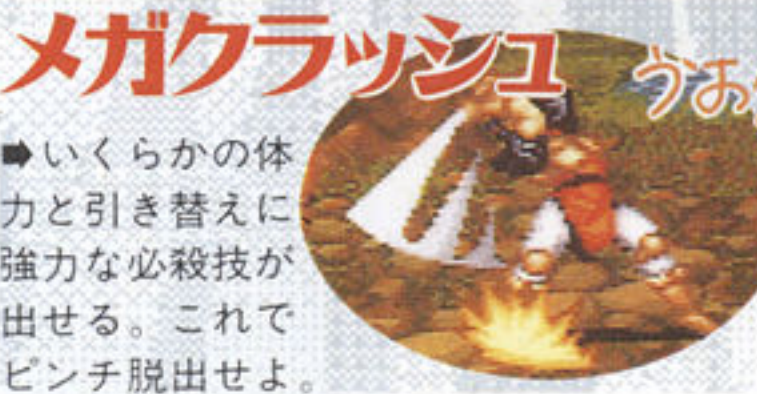 メガクラッシュ
うお
➡いくらかの体
力と引き替えに
強力な必殺技が
出せる。これで
ピンチ脱出せよ。